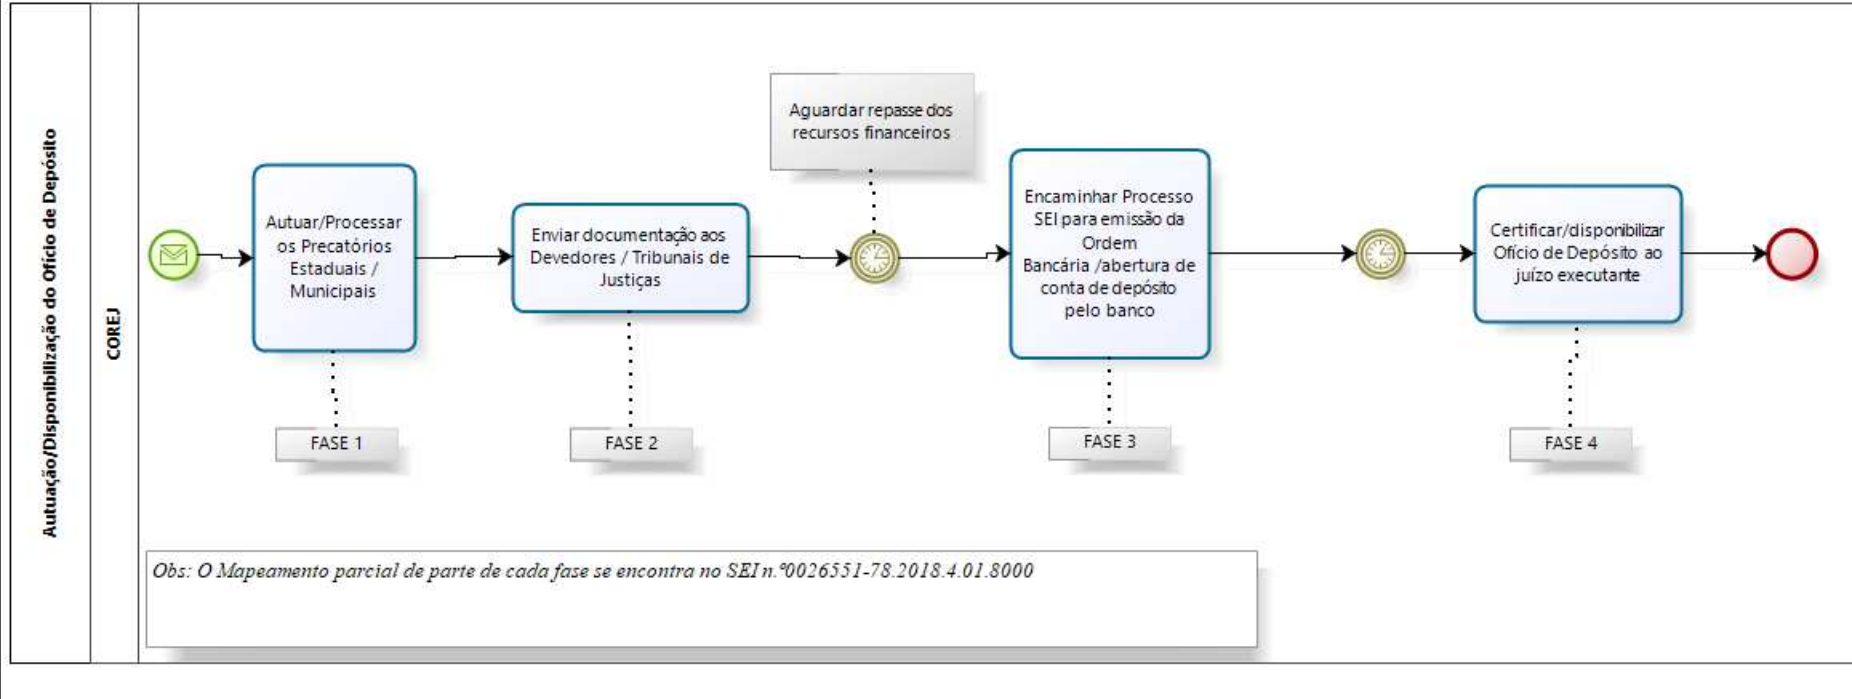 Autuação/Disponibilização do Ofício de Depósito
COREJ
Autuar/Processar
os Precatórios
Estaduais /
Municipais
FASE 1
Enviar documentação aos
Devedores / Tribunais de
Justiças
FASE 2
Aguardar repasse dos
recursos financeiros
Encaminhar Processo
SEI para emissão da
Ordem
Bancária /abertura de
conta de depósito
pelo banco
FASE 3
Certificar/disponibilizar
Ofício de Depósito ao
juízo executante
FASE 4
Obs: O Mapeamento parcial de parte de cada fase se encontra no SEI n.º0026551-78.2018.4.01.8000